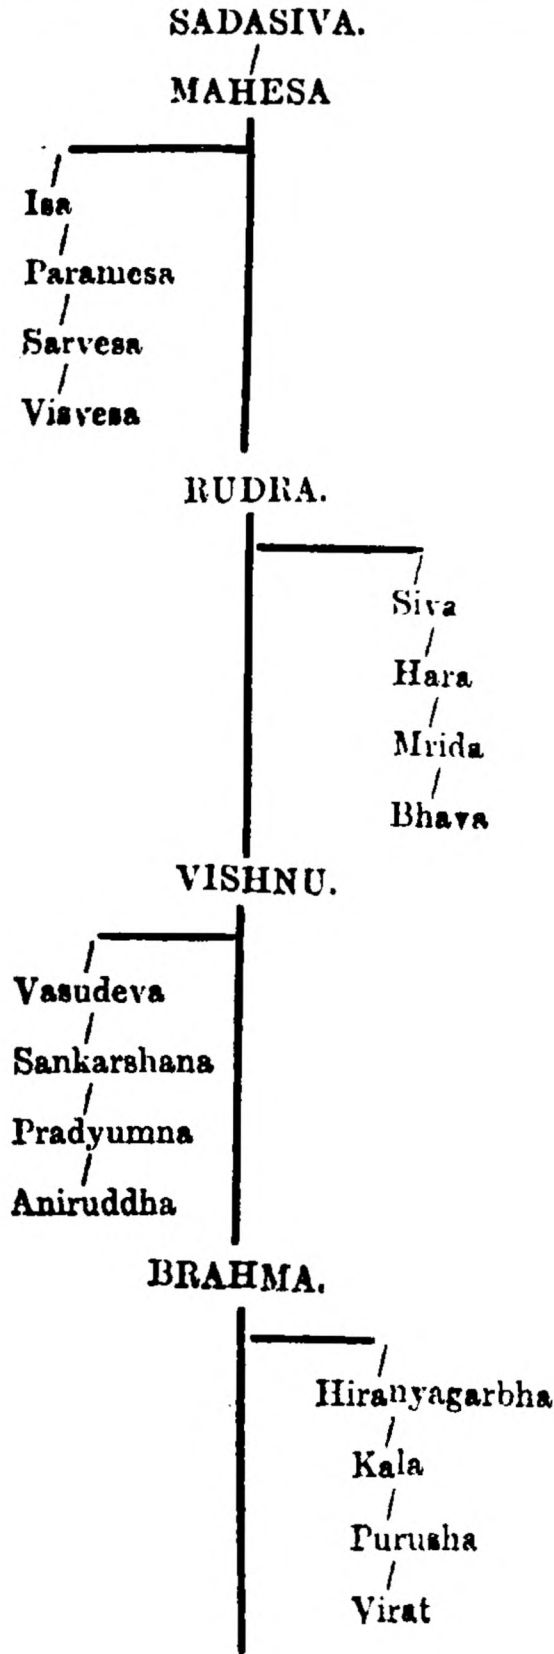 SADASIVA.
MAHESA
Isa
Paramesa
Sarvesa
Visvesa
RUDRA.
Siva
Hara
Mrida
Bhava
VISHNU.
Vasudeva
Sankarshana
Pradyumna
Aniruddha
BRAHMA.
Hiranyagarbha
Kala
Purusha
Virat